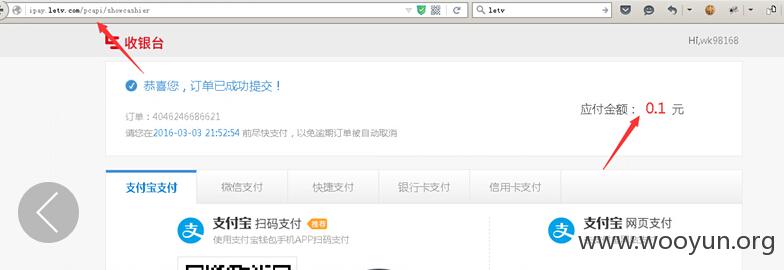 ipay.letv.com/pcapi/showcashier
letv
收银台
Hi,wk98168
恭喜您，订单已成功提交！
订单：4046246686621
应付金额： 0.1 元
请您在2016-03-03 21:52:54 前尽快支付，以免逾期订单被自动取消
支付宝支付 微信支付 快捷支付 银行卡支付 信用卡支付
支付宝 扫码支付 推荐
使用支付宝钱包手机APP扫码支付
支付宝 网页支付
www.wooyun.org